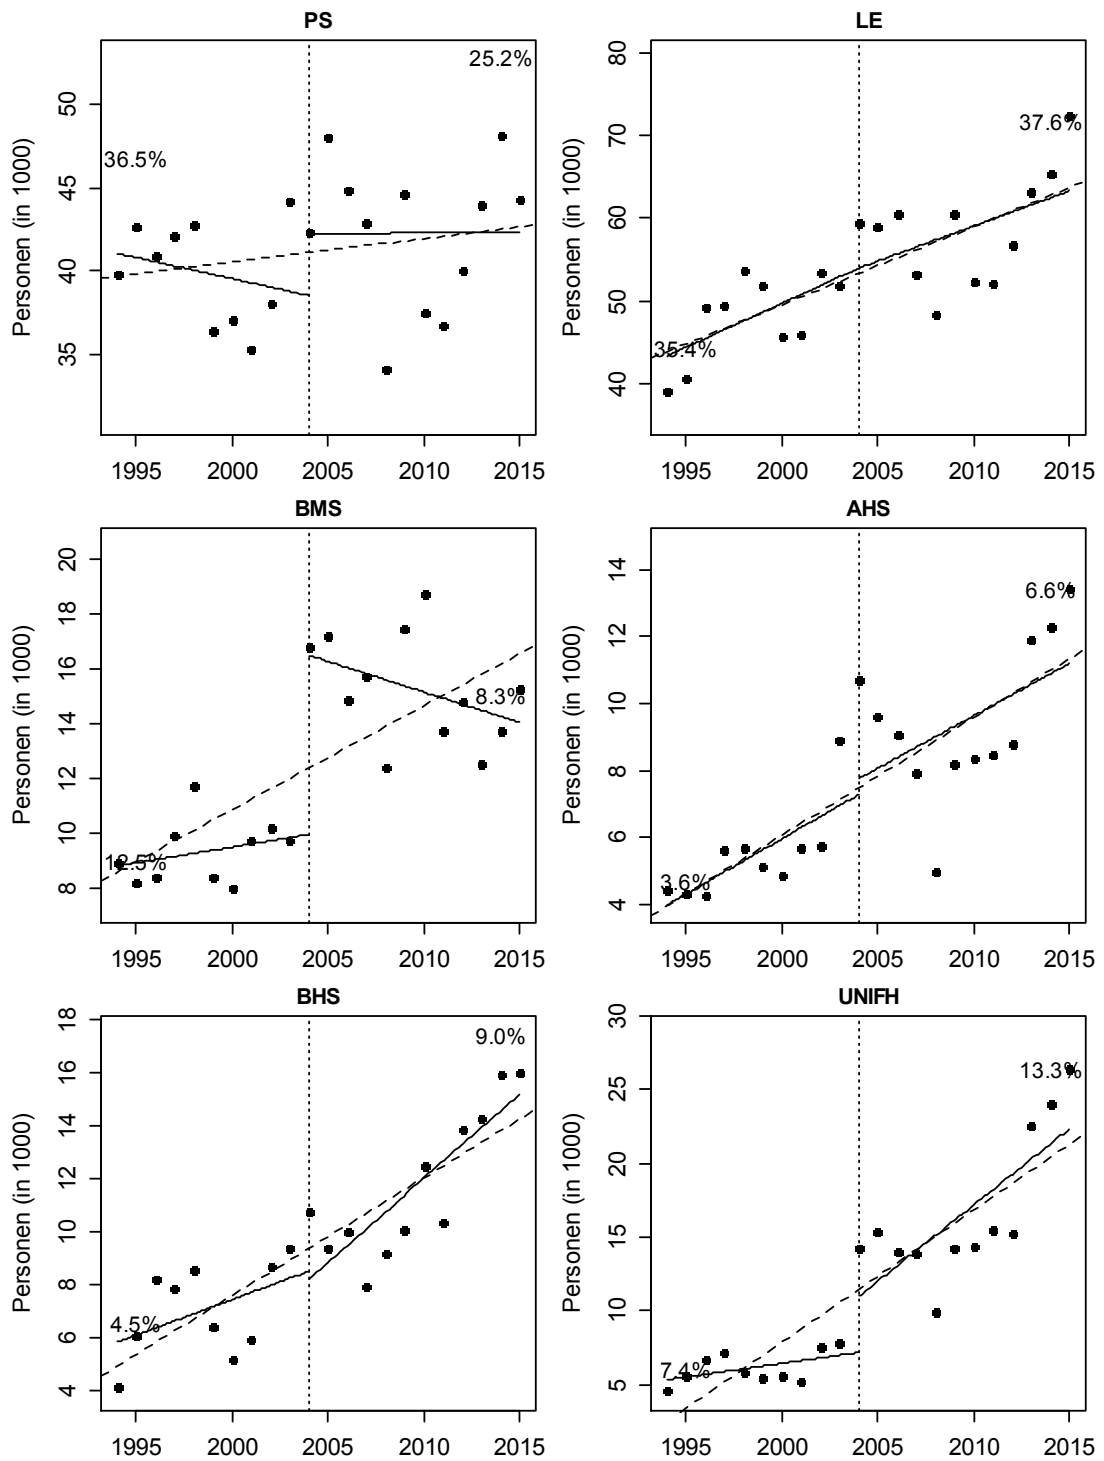 PS
Personen (in 1000)
50
45
40
35
36.5%
25.2%
1995 2000 2005 2010 2015
LE
Personen (in 1000)
80
70
60
50
40
35.4%
37.6%
1995 2000 2005 2010 2015
BMS
Personen (in 1000)
20
18
16
14
12
10
8
12.5%
8.3%
1995 2000 2005 2010 2015
AHS
Personen (in 1000)
14
12
10
8
6
4
3.6%
6.6%
1995 2000 2005 2010 2015
BHS
Personen (in 1000)
18
16
14
12
10
8
6
4
4.5%
9.0%
1995 2000 2005 2010 2015
UNIFH
Personen (in 1000)
30
25
20
15
10
5
7.4%
13.3%
1995 2000 2005 2010 2015